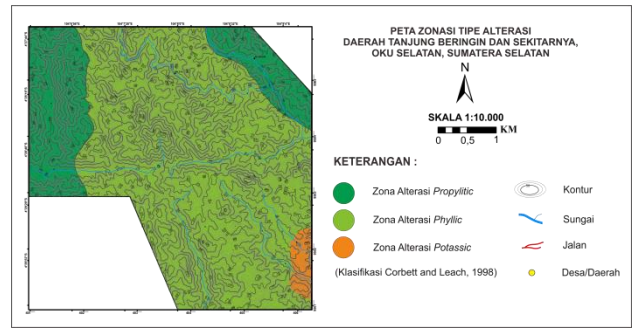 PETA ZONASI TIPE ALTERASI
DAERAH TANJUNG BERINGIN DAN SEKITARNYA,
OKU SELATAN, SUMATERA SELATAN
N
SKALA 1:10.000
0 0,5 1 KM
KETERANGAN :
Zona Alterasi Propylitic
Kontur
Zona Alterasi Phyllic
Sungai
Zona Alterasi Potassic
Jalan
(Klasifikasi Corbett and Leach, 1998)
Desa/Daerah